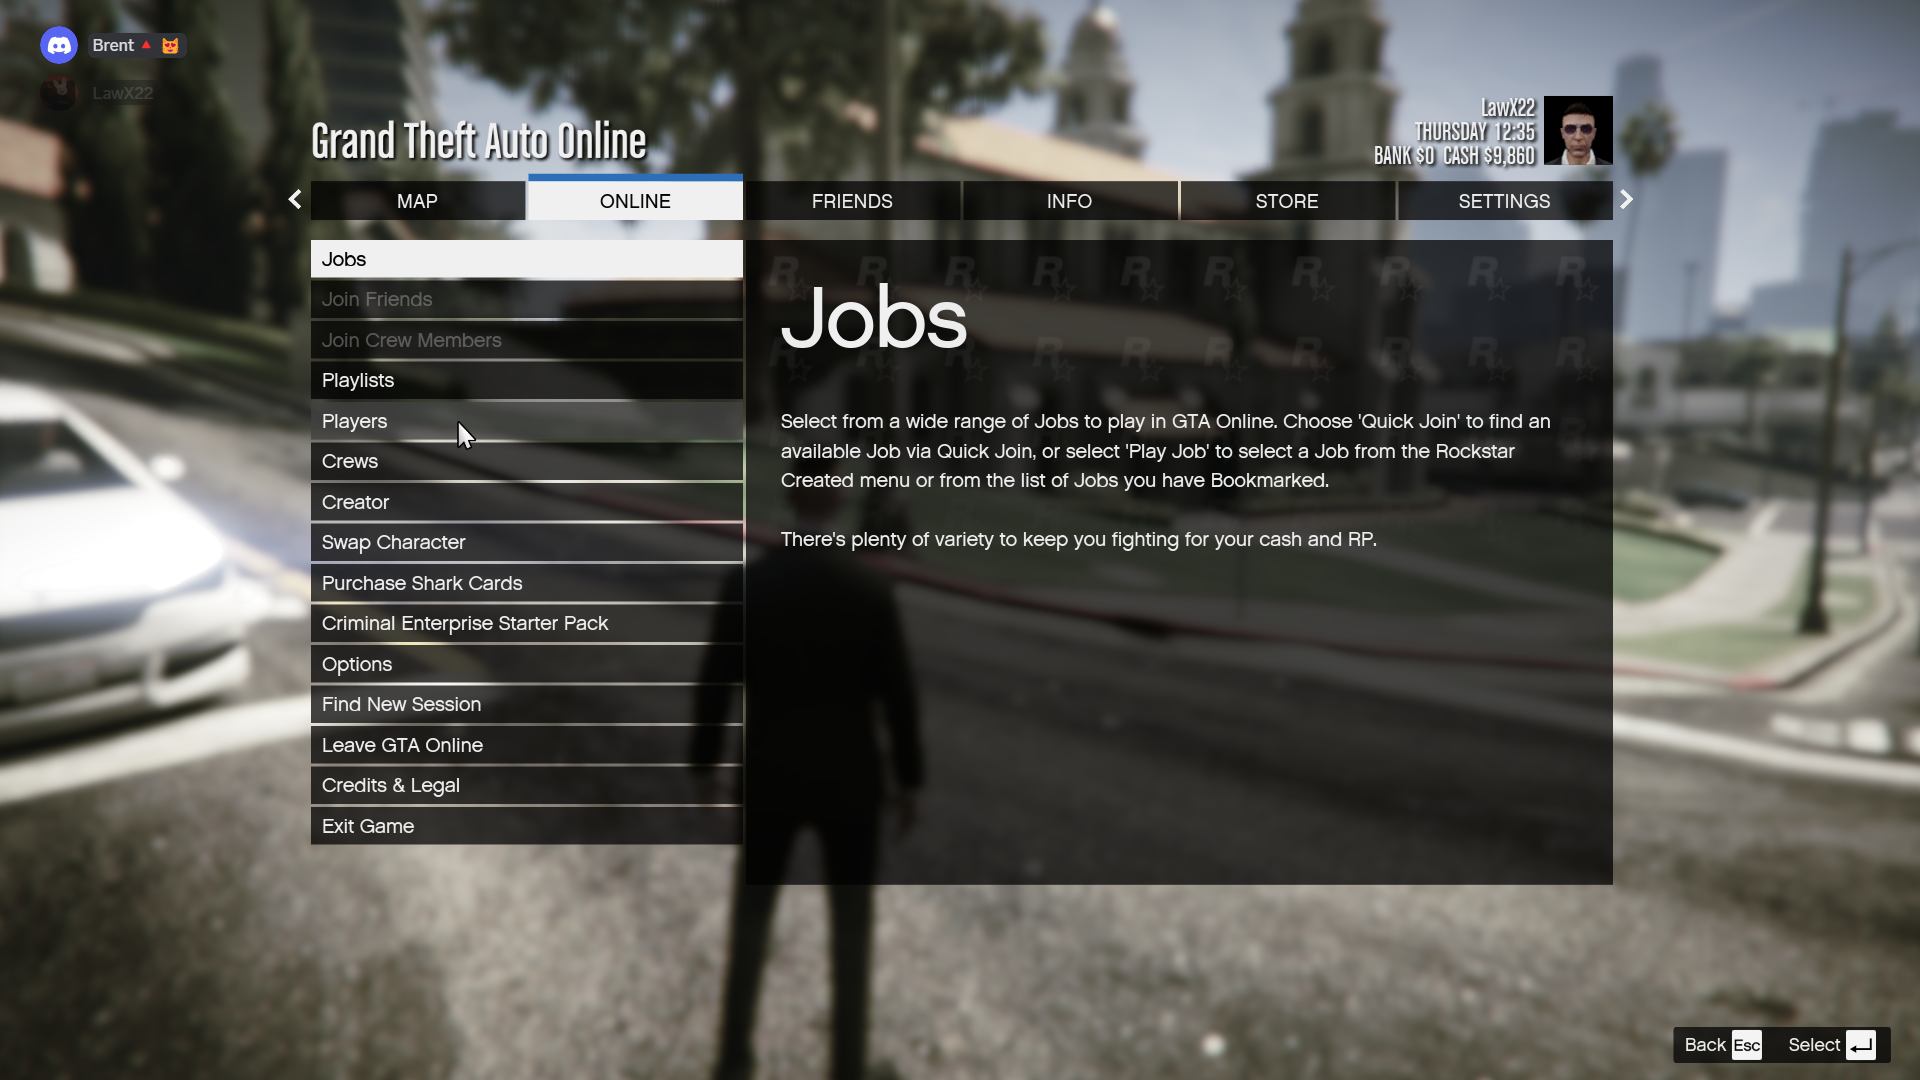 Brent
LawX22
Grand Theft Auto Online
LawX22
THURSDAY 12:35
BANK $0 CASH $9,860
MAP
ONLINE
FRIENDS
INFO
STORE
SETTINGS
Jobs
Join Friends
Join Crew Members
Playlists
Players
Crews
Creator
Swap Character
Purchase Shark Cards
Criminal Enterprise Starter Pack
Options
Find New Session
Leave GTA Online
Credits & Legal
Exit Game
Jobs
Select from a wide range of Jobs to play in GTA Online. Choose 'Quick Join' to find an
available Job via Quick Join, or select 'Play Job' to select a Job from the Rockstar
Created menu or from the list of Jobs you have Bookmarked.
There's plenty of variety to keep you fighting for your cash and RP.
Back Esc Select